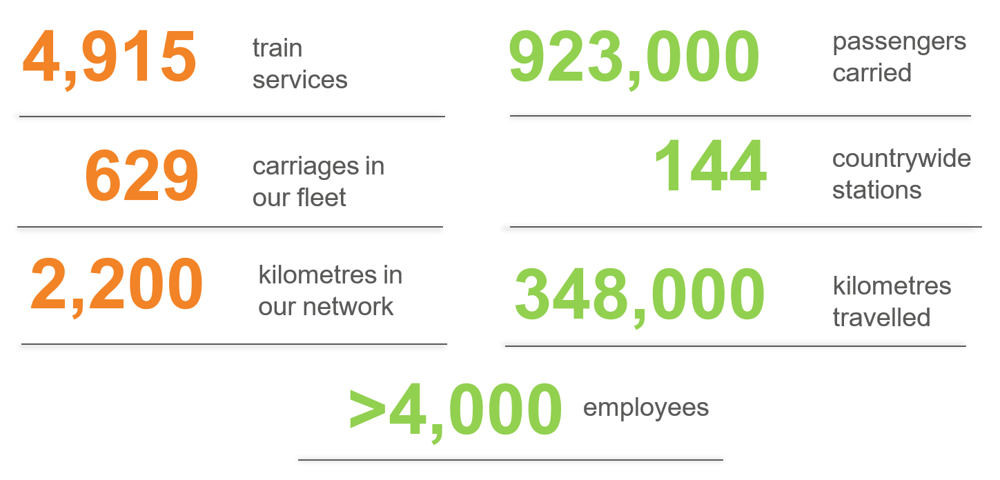 4,915
train
services
923,000
passengers
carried
629
carriages in
our fleet
144
countrywide
stations
2,200
kilometres in
our network
348,000
kilometres
travelled
>4,000 employees